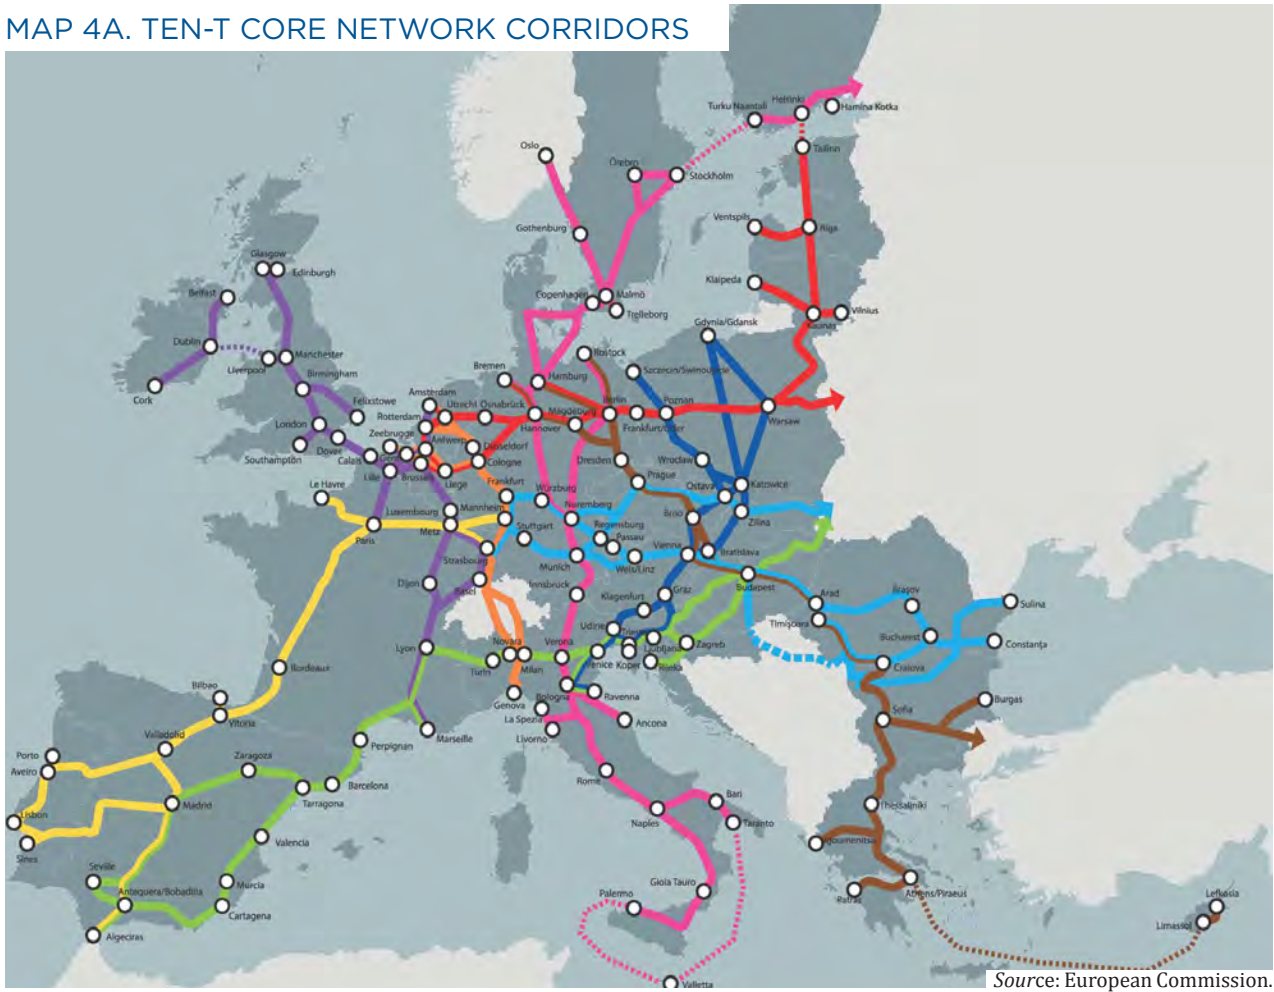 MAP 4A. TEN-T CORE NETWORK CORRIDORS
Helsinki
Turku Naantali
Hamina Kotka
Oslo
Tallinn
Örebro
Stockholm
Ventspils
Riga
Gothenburg
Glasgow
Edinburgh
Klaipeda
Belfast
Copenhagen
Malmö
Trelleborg
Kaunas
Vilnius
Gdynia/Gdansk
Dublin
Manchester
Liverpool
Rostock
Birmingham
Bremen
Hamburg
Szczecin/Swinoujscie
Cork
Amsterdam
Felixstowe
Utrecht
Osnabrück
Magdeburg
Berlin
Poznan
Rotterdam
London
Hannover
Frankfurt/Oder
Warsaw
Zeebrugge
Antwerp
Düsseldorf
Southampton
Dover
Calais
Gent
Cologne
Dresden
Wroclaw
Lille
Brussels
Liege
Prague
Le Havre
Frankfurt
Würzburg
Ostava
Katowice
Luxembourg
Mannheim
Nuremberg
Brno
Metz
Stuttgart
Regensburg
Zilina
Paris
Passau
Strasbourg
Vienna
Bratislava
Munich
Wels/Linz
Dijon
Basel
Innsbruck
Klagenfurt
Graz
Budapest
Arad
Braşov
Sulina
Timişoara
Udine
Bucharest
Constanţa
Lyon
Novara
Verona
Ljubljana
Zagreb
Turin
Milan
Venice
Koper
Rijeka
Craiova
Bordeaux
Bilbao
Genova
Bologna
Ravenna
Burgas
Vitoria
La Spezia
Ancona
Sofia
Valladolid
Marseille
Livorno
Perpignan
Porto
Zaragoza
Aveiro
Rome
Barcelona
Madrid
Tarragona
Bari
Thessaliniki
Lisbon
Naples
Taranto
Valencia
Igoumenitsa
Sines
Seville
Murcia
Gioia Tauro
Antequera/Bobadilla
Palermo
Patras
Athens/Piraeus
Lefkosia
Cartagena
Limassol
Algeciras
Valletta
Source: European Commission.